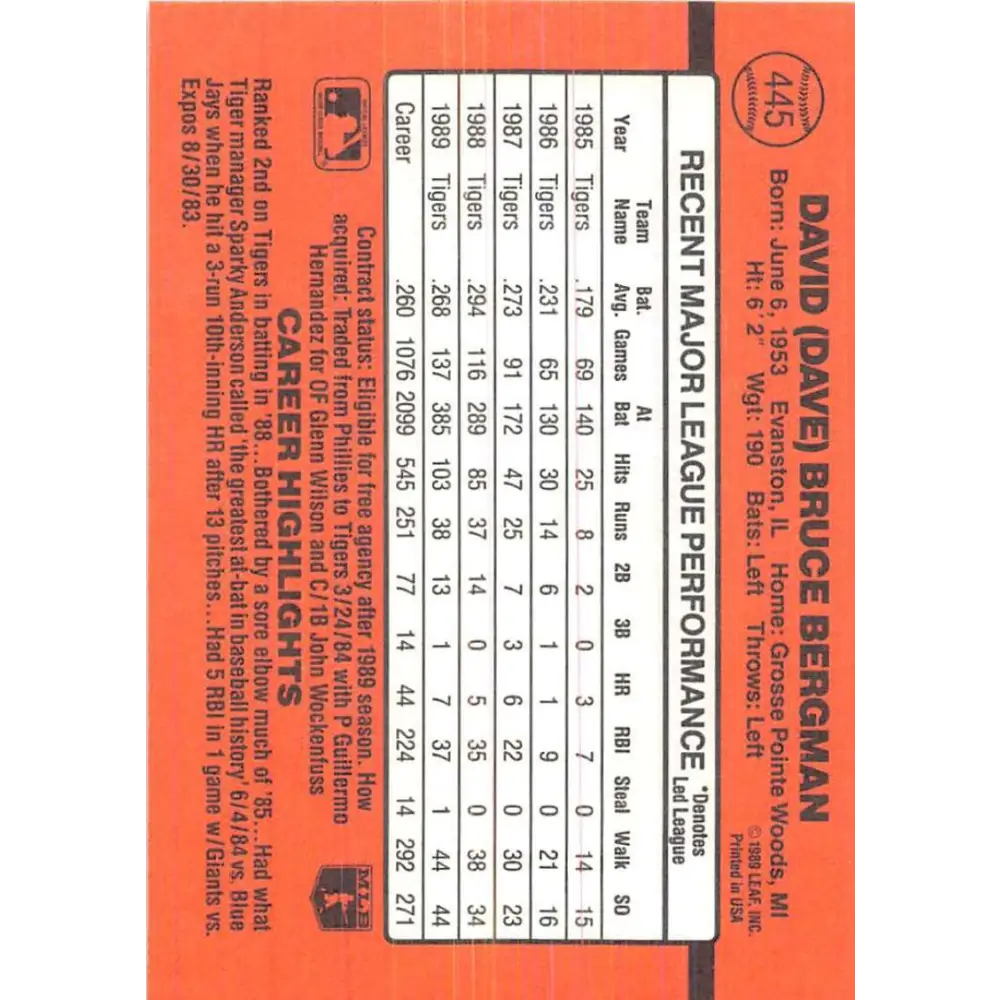 445
DAVID (DAVE) BRUCE BERGMAN
Born: June 6, 1953 Evanston, IL Home: Grosse Pointe Woods, MI
Ht: 6'2" Wgt: 190 Bats: Left Throws: Left
© 1989 LEAF, INC.
Printed in USA
RECENT MAJOR LEAGUE PERFORMANCE *Denotes Led League
Year Team Name Bat. Avg. Games At Bat Hits Runs 2B 3B HR RBI Steal Walk SO
1985 Tigers .179 69 140 25 8 2 0 3 7 0 14 15
1986 Tigers .231 65 130 30 14 6 1 1 9 0 21 16
1987 Tigers .273 91 172 47 25 7 3 6 22 0 30 23
1988 Tigers .294 116 289 85 37 14 0 5 35 0 38 34
1989 Tigers .268 137 385 103 38 13 1 7 37 1 44 44
Career .260 1076 2099 545 251 77 14 44 224 14 292 271
Contract status: Eligible for free agency after 1989 season. How
acquired: Traded from Phillies to Tigers 3/24/84 with P Guillermo
Hernandez for OF Glenn Wilson and C/1B John Wockenfuss
MLB
CAREER HIGHLIGHTS
Ranked 2nd on Tigers in batting in '88... Bothered by a sore elbow much of '85... Had what
Tiger manager Sparky Anderson called 'the greatest at-bat in baseball history' 6/4/84 vs. Blue
Jays when he hit a 3-run 10th-inning HR after 13 pitches... Had 5 RBI in 1 game w/Giants vs.
Expos 8/30/83.